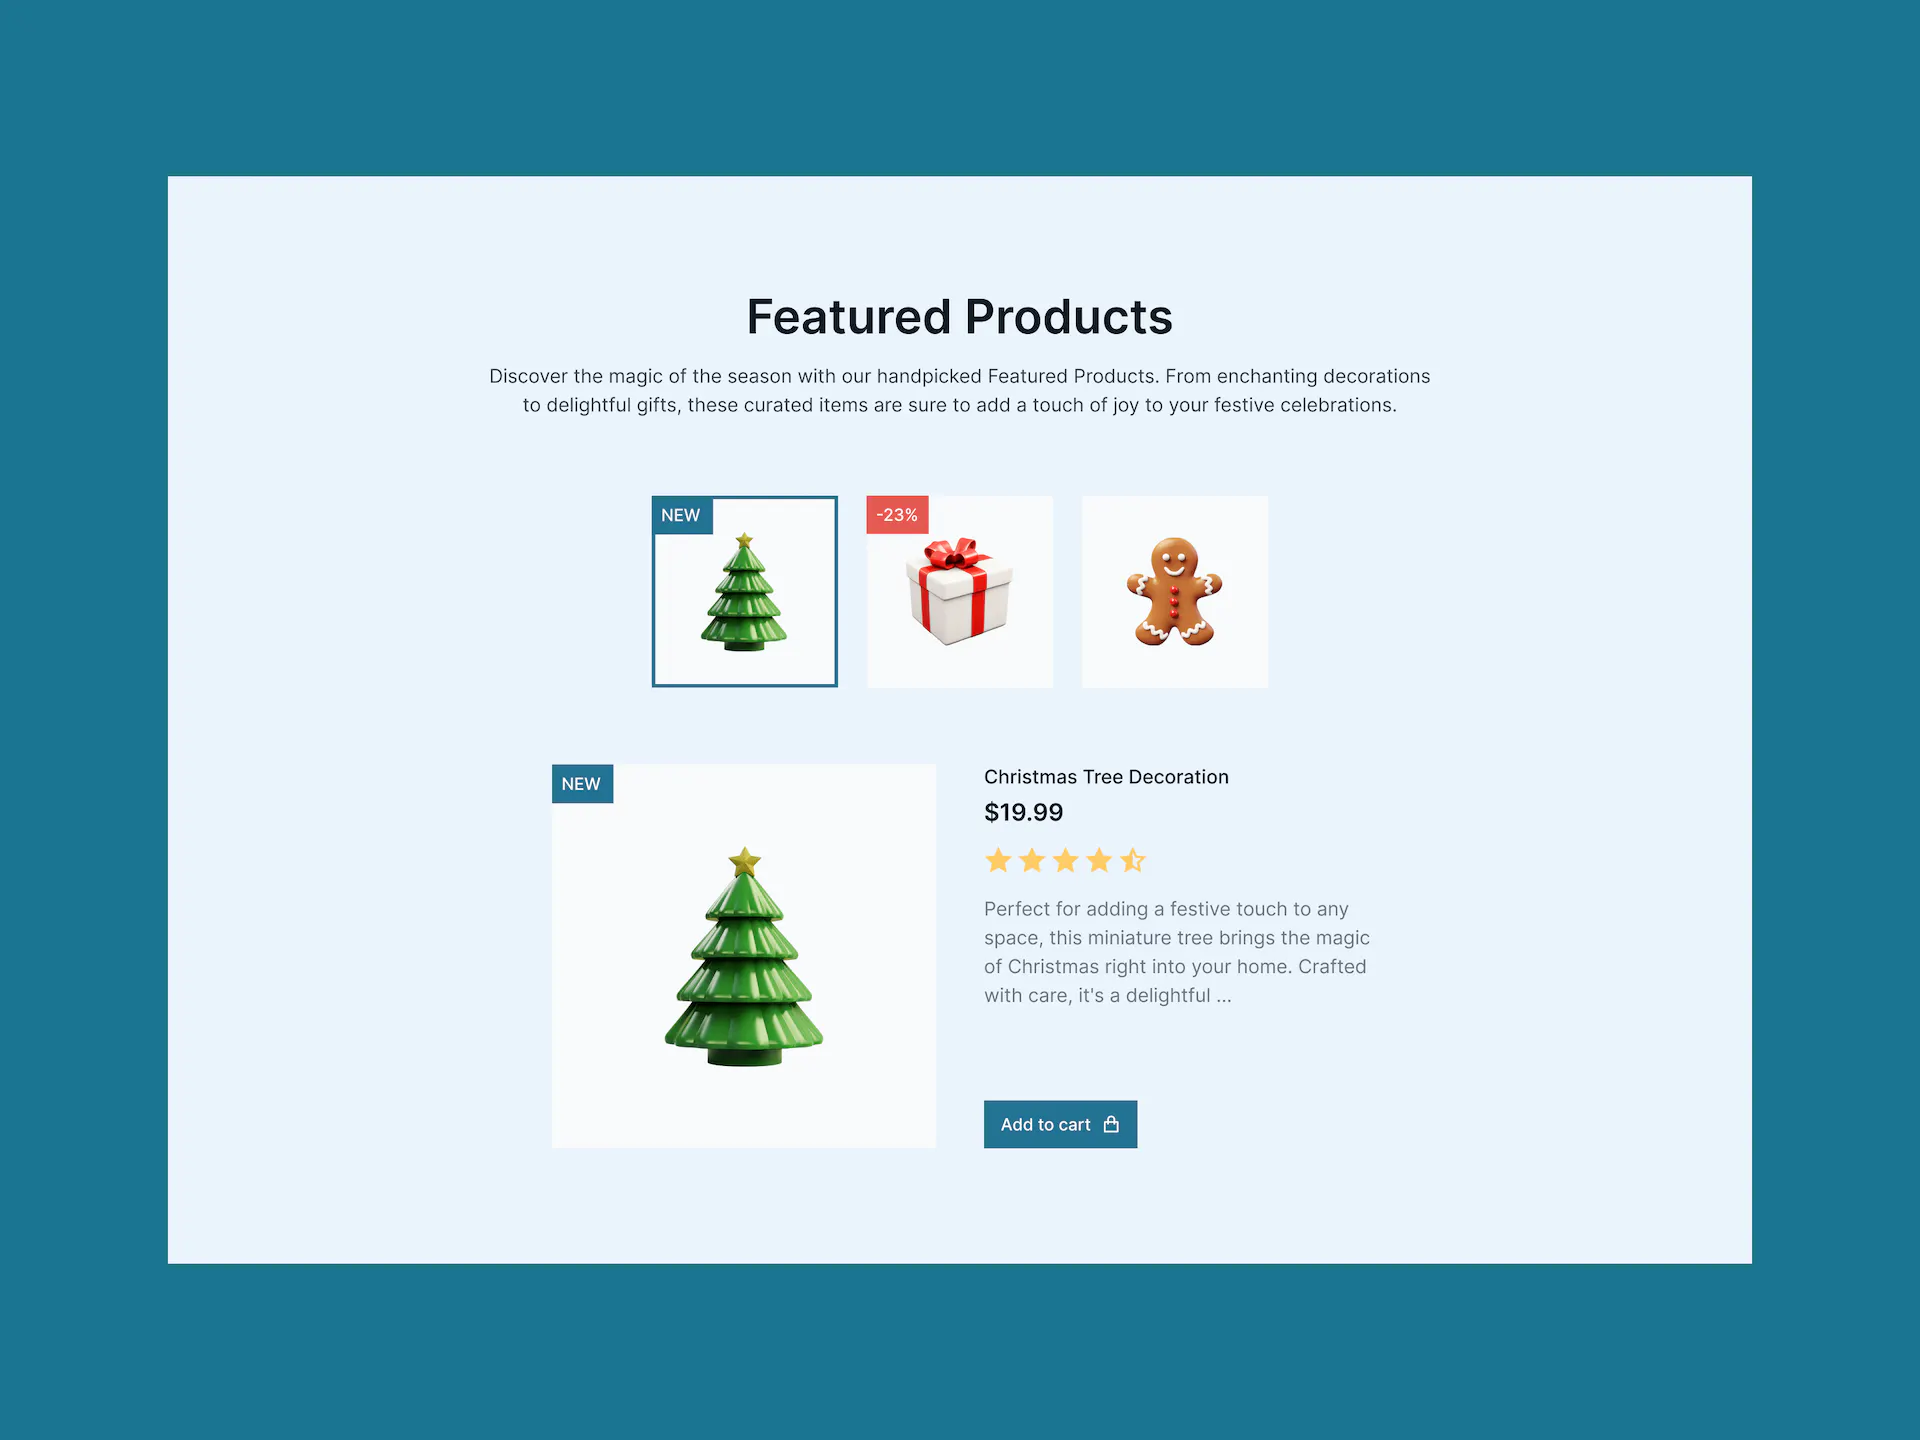 Featured Products
Discover the magic of the season with our handpicked Featured Products. From enchanting decorations
to delightful gifts, these curated items are sure to add a touch of joy to your festive celebrations.
NEW
-23%
NEW
Christmas Tree Decoration
$19.99
Perfect for adding a festive touch to any
space, this miniature tree brings the magic
of Christmas right into your home. Crafted
with care, it's a delightful ...
Add to cart